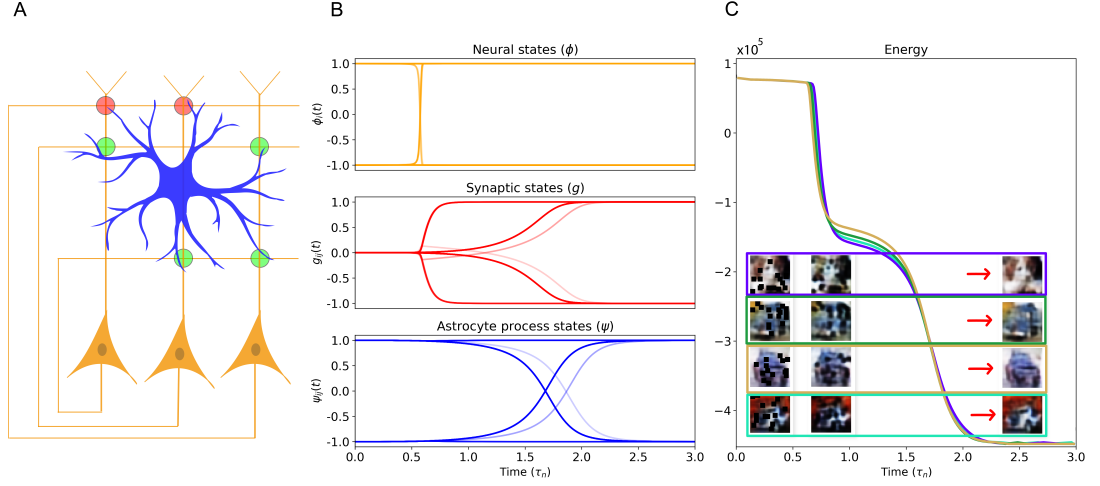 A
B
C
Neural states (ϕ)
1.0
0.5
0.0
-0.5
-1.0
ϕᵢ(t)
Synaptic states (g)
1.0
0.5
0.0
-0.5
-1.0
gᵢⱼ(t)
Astrocyte process states (ψ)
1.0
0.5
0.0
-0.5
-1.0
ψᵢⱼ(t)
0.0 0.5 1.0 1.5 2.0 2.5 3.0
Time (τₙ)
x10⁵
Energy
1
0
−1
−2
−3
−4
0.0 0.5 1.0 1.5 2.0 2.5 3.0
Time (τₙ)